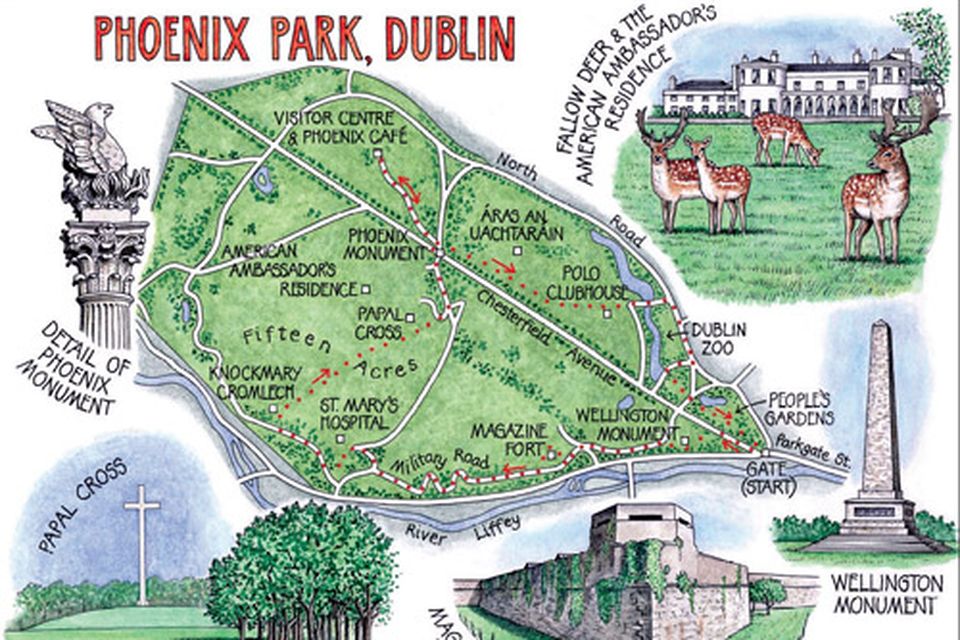 PHOENIX PARK, DUBLIN
FALLOW DEER & THE
AMERICAN AMBASSADOR'S
RESIDENCE
VISITOR CENTRE
& PHOENIX CAFÉ
North
Road
ÁRAS AN
UACHTARÁIN
PHOENIX
MONUMENT
AMERICAN
AMBASSADOR'S
RESIDENCE
POLO
CLUBHOUSE
PAPAL
CROSS
Chesterfield Avenue
Fifteen
Acres
DUBLIN
ZOO
DETAIL OF
PHOENIX
MONUMENT
KNOCKMARY
CROMLECH
ST. MARY'S
HOSPITAL
MAGAZINE
FORT
WELLINGTON
MONUMENT
PEOPLE'S
GARDENS
Parkgate St.
Military Road
GATE
(START)
River Liffey
PAPAL CROSS
WELLINGTON
MONUMENT